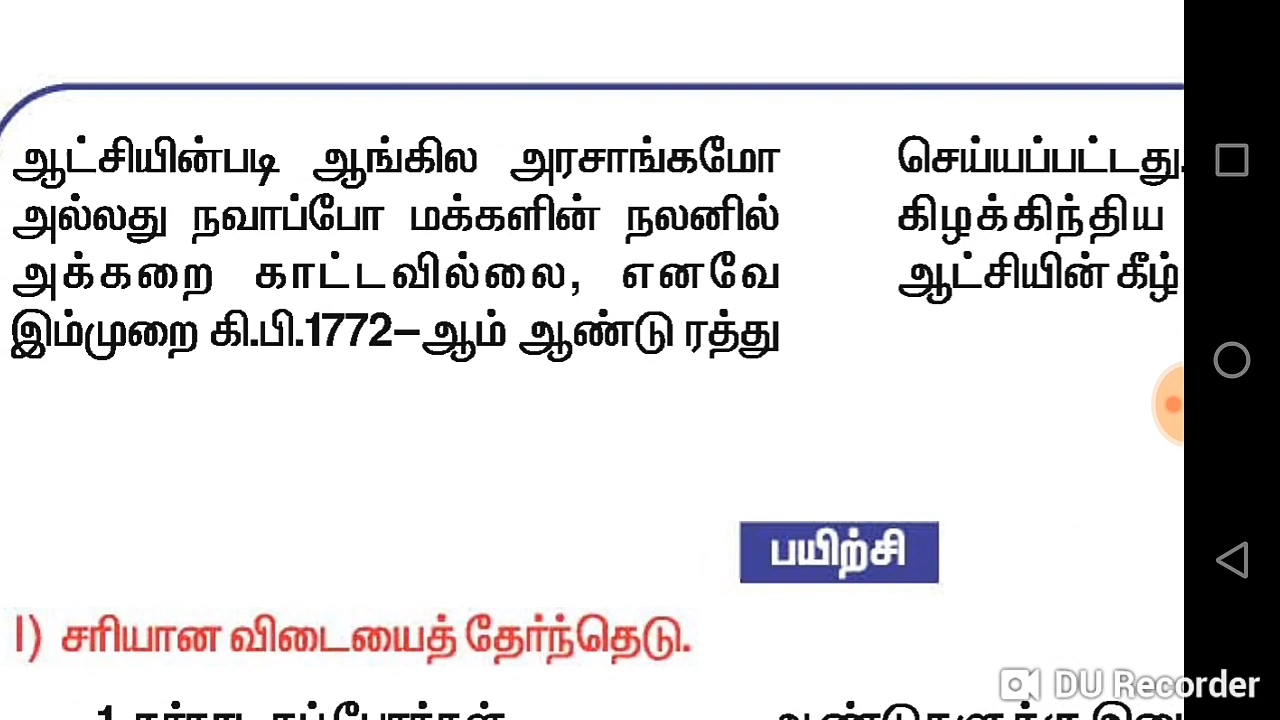 ஆட்சியின்படி ஆங்கில அரசாங்கமோ
அல்லது நவாப்போ மக்களின் நலனில்
அக்கறை காட்டவில்லை, எனவே
இம்முறை கி.பி.1772–ஆம் ஆண்டு ரத்து
செய்யப்பட்டது.
கிழக்கிந்திய
ஆட்சியின் கீழ்
பயிற்சி
I) சரியான விடையைத் தேர்ந்தெடு.
DU Recorder